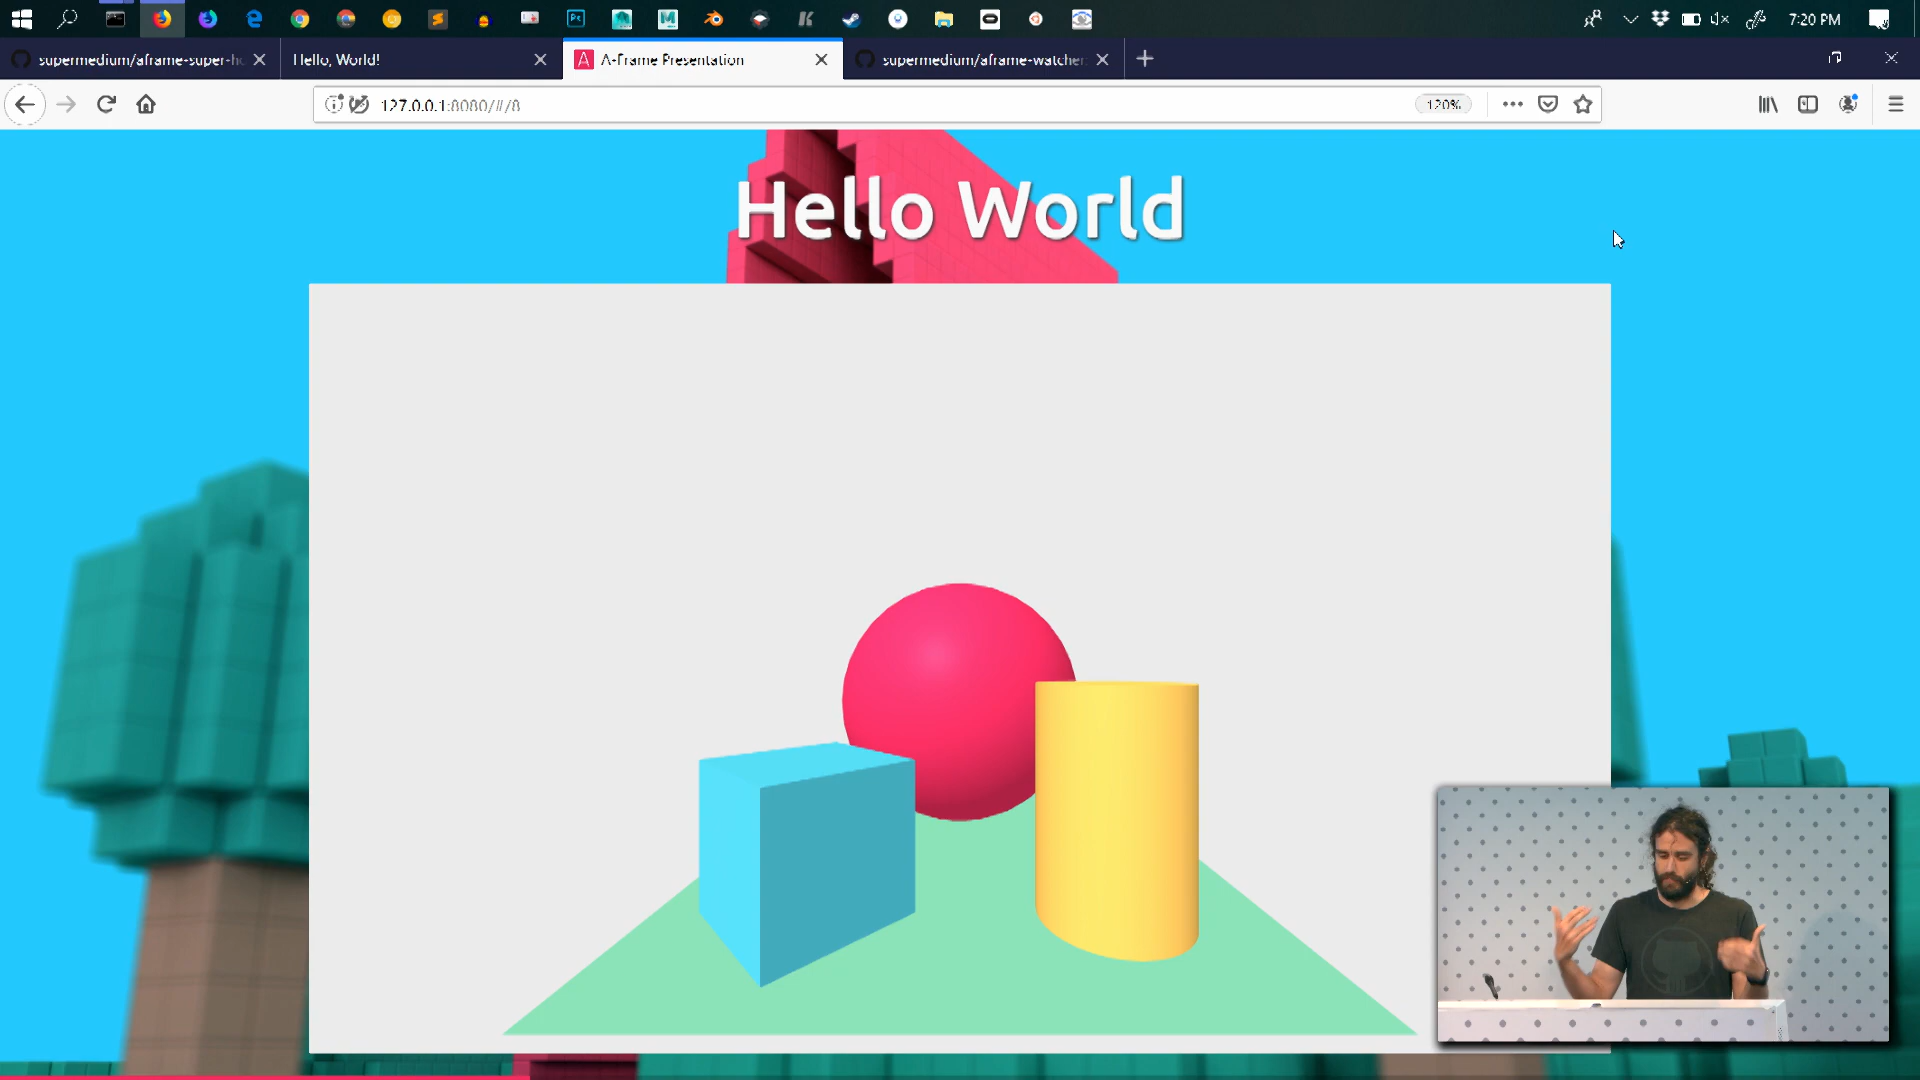 7:20 PM
supermedium/aframe-super-h
Hello, World!
A-Frame Presentation
supermedium/aframe-watcher
127.0.0.1:8080/#/8
120%
Hello World